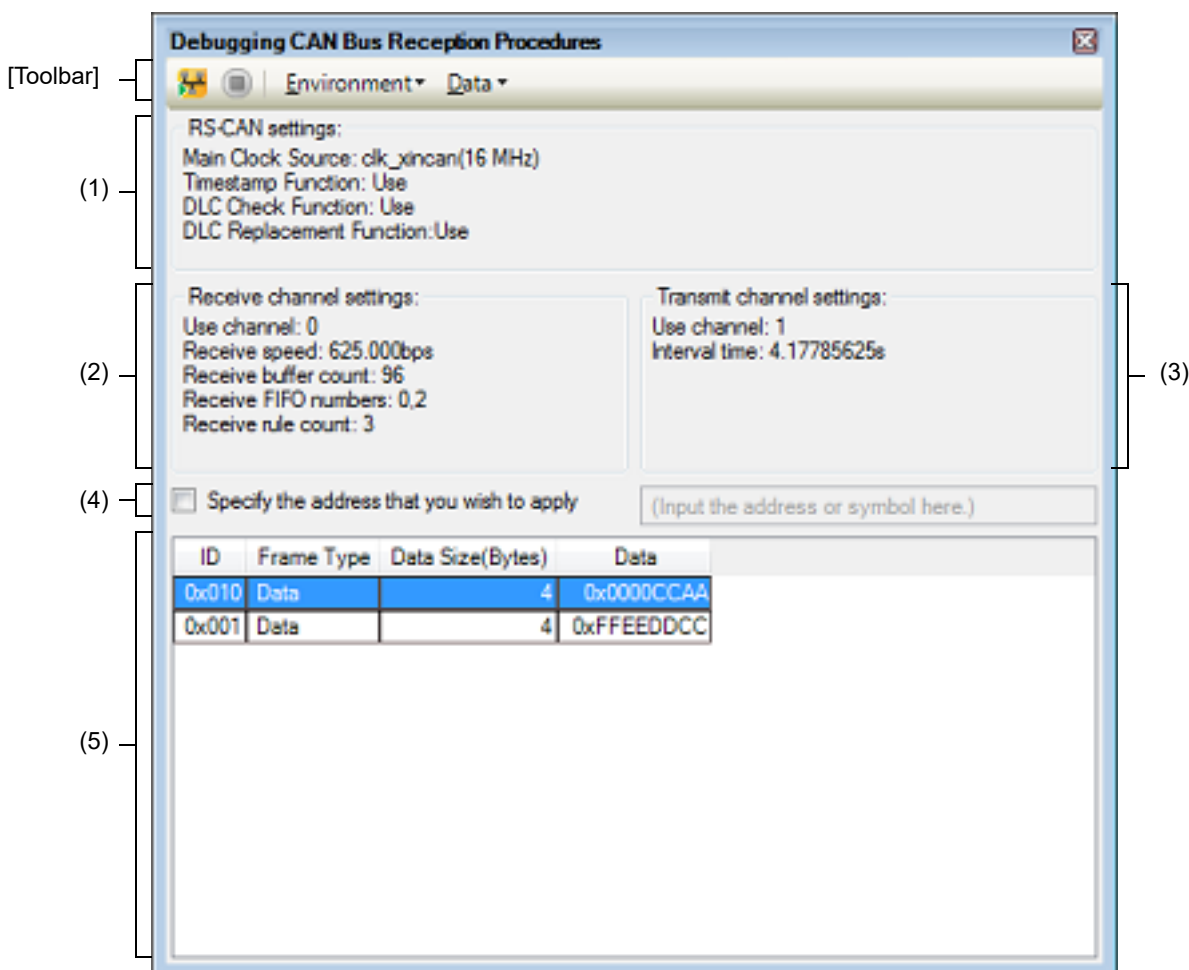 Debugging CAN Bus Reception Procedures
[Toolbar]
Environment Data
(1)
RS-CAN settings:
Main Clock Source: clk_xincan(16 MHz)
Timestamp Function: Use
DLC Check Function: Use
DLC Replacement Function:Use
(2)
Receive channel settings:
Use channel: 0
Receive speed: 625.000bps
Receive buffer count: 96
Receive FIFO numbers: 0,2
Receive rule count: 3
Transmit channel settings:
Use channel: 1
Interval time: 4.17785625s
(3)
(4)
Specify the address that you wish to apply
(Input the address or symbol here.)
(5)
ID Frame Type Data Size(Bytes) Data
0x010 Data 4 0x0000CCAA
0x001 Data 4 0xFFEEDDCC